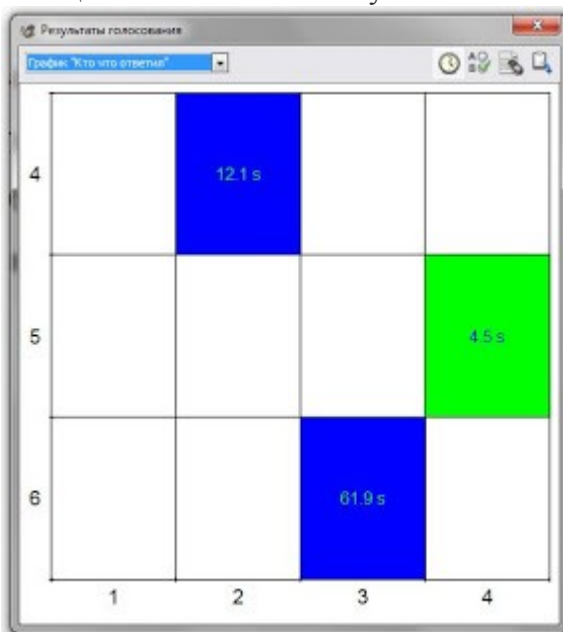 Результаты голосования
График "Кто что ответил"
4
12.1 s
5
4.5 s
6
61.9 s
1 2 3 4